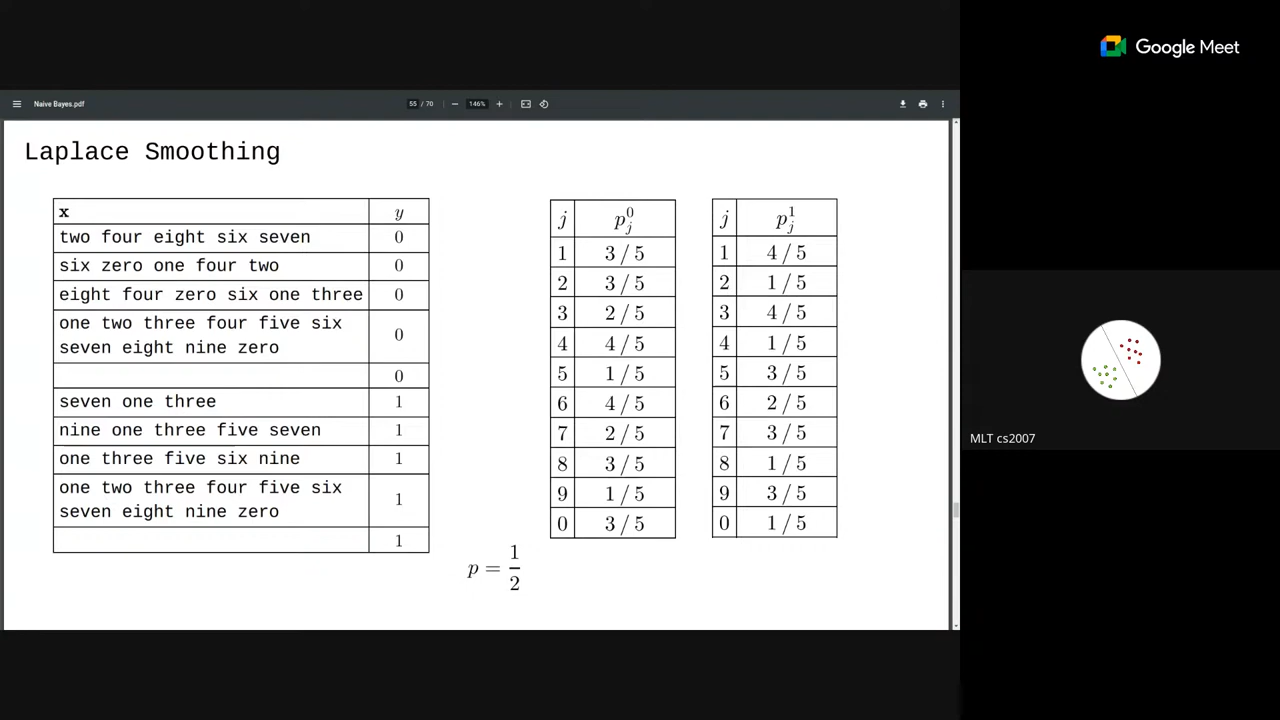 Google Meet
Naive Bayes.pdf 55 / 70 146%
Laplace Smoothing
x y
two four eight six seven 0
six zero one four two 0
eight four zero six one three 0
one two three four five six
seven eight nine zero 0
0
seven one three 1
nine one three five seven 1
one three five six nine 1
one two three four five six
seven eight nine zero 1
1
j p_j^0
1 3 / 5
2 3 / 5
3 2 / 5
4 4 / 5
5 1 / 5
6 4 / 5
7 2 / 5
8 3 / 5
9 1 / 5
0 3 / 5
j p_j^1
1 4 / 5
2 1 / 5
3 4 / 5
4 1 / 5
5 3 / 5
6 2 / 5
7 3 / 5
8 1 / 5
9 3 / 5
0 1 / 5
p = 1/2
MLT cs2007